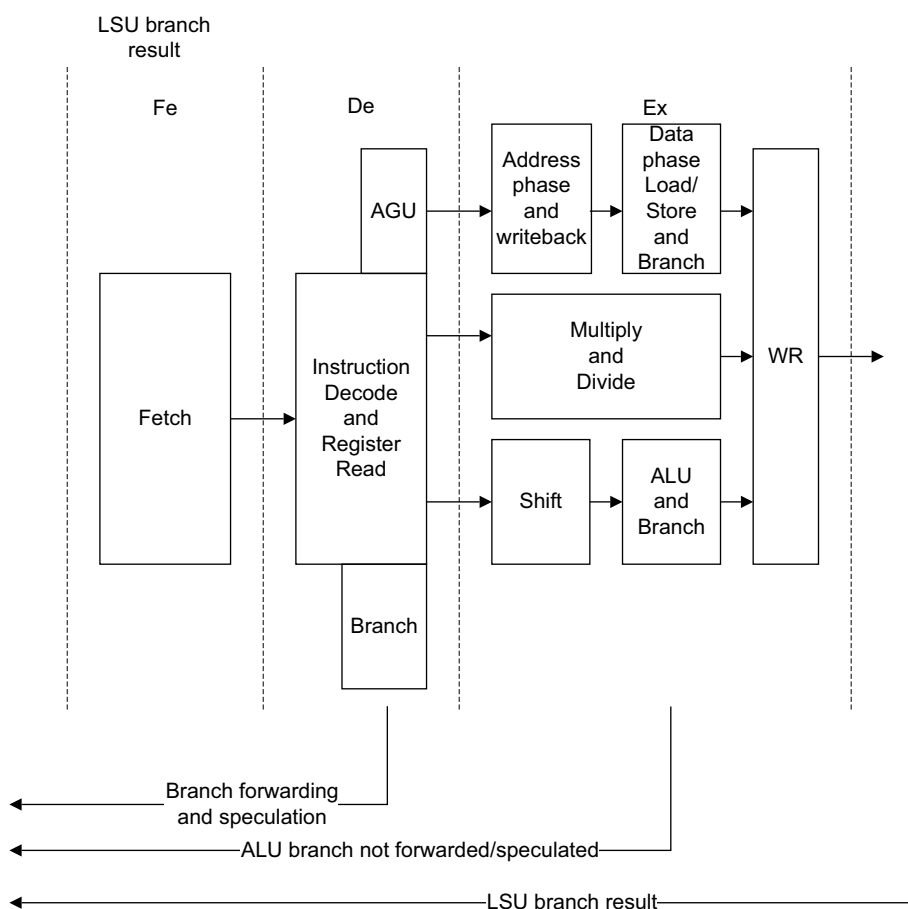 LSU branch
result
Fe
De
Ex
AGU
Address
phase
and
writeback
Data
phase
Load/
Store
and
Branch
Fetch
Instruction
Decode
and
Register
Read
Multiply
and
Divide
WR
Shift
ALU
and
Branch
Branch
Branch forwarding
and speculation
ALU branch not forwarded/speculated
LSU branch result